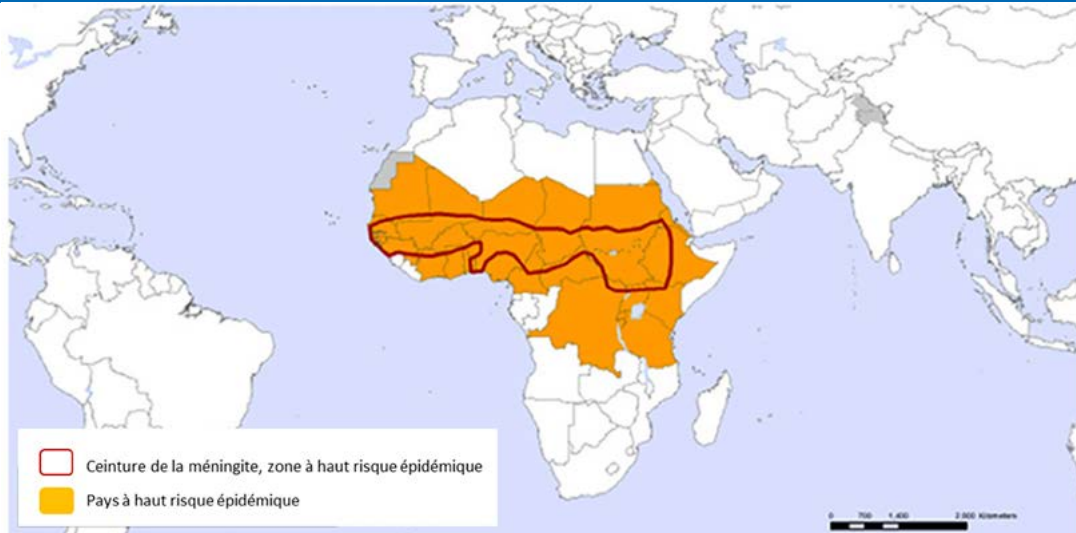 Ceinture de la méningite, zone à haut risque épidémique
Pays à haut risque épidémique
0 700 1,400 2 800 Kilometers